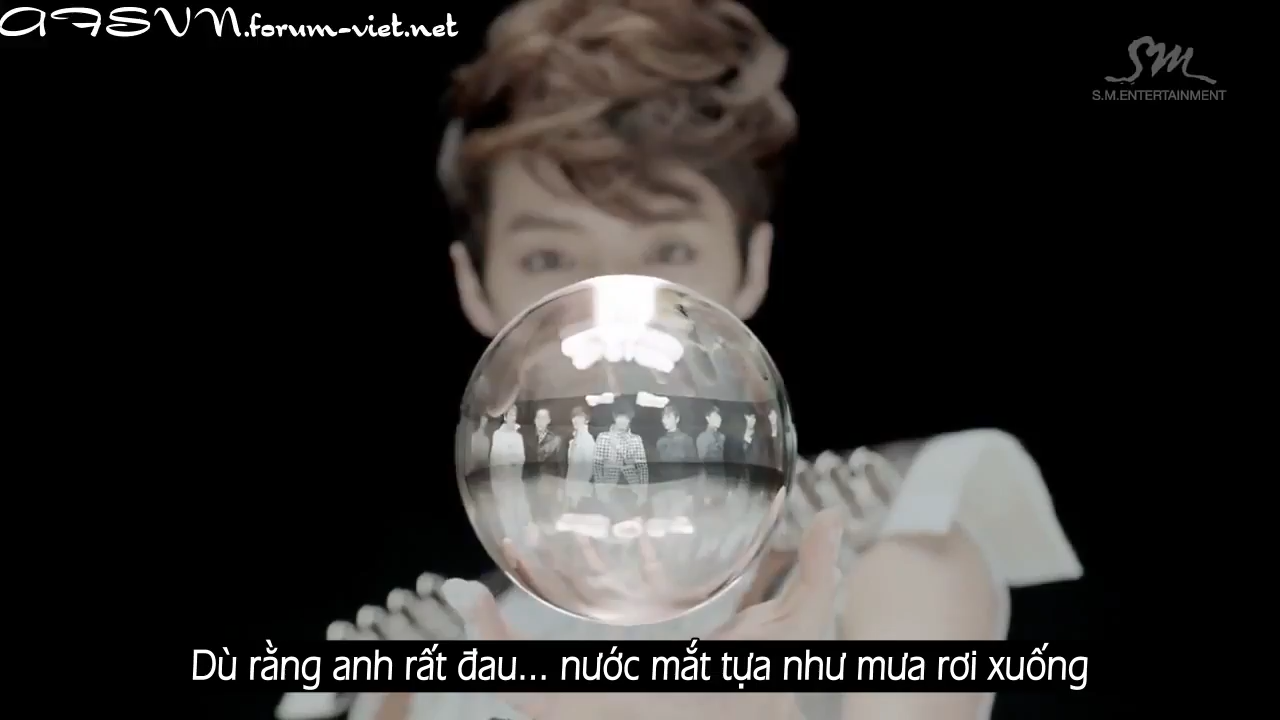 AFSVN.forum-viet.net
SM
S.M.ENTERTAINMENT
Dù rằng anh rất đau... nước mắt tựa như mưa rơi xuống